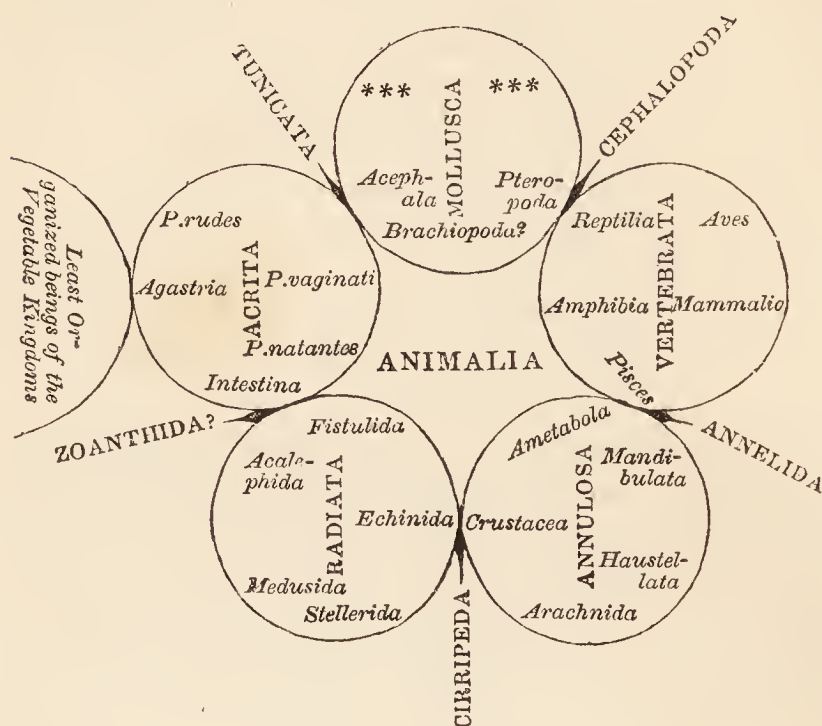 TUNICATA
CEPHALOPODA
***
***
MOLLUSCA
Aceph-
ala
Ptero-
poda
Brachiopoda?
Least Or-
ganized beings of the
Vegetable Kingdoms
P.rudes
Agastria
ACRITA
P.vaginati
P.natantes
Intestina
Reptilia
Aves
VERTEBRATA
Amphibia
Mammalio
Pisces
ANIMALIA
ZOANTHIDA?
ANNELIDA
Fistulida
Acale-
phida
RADIATA
Echinida
Medusida
Stellerida
Ametabola
Mandi-
bulata
ANNULOSA
Crustacea
Haustel-
lata
Arachnida
CIRRIPEDA